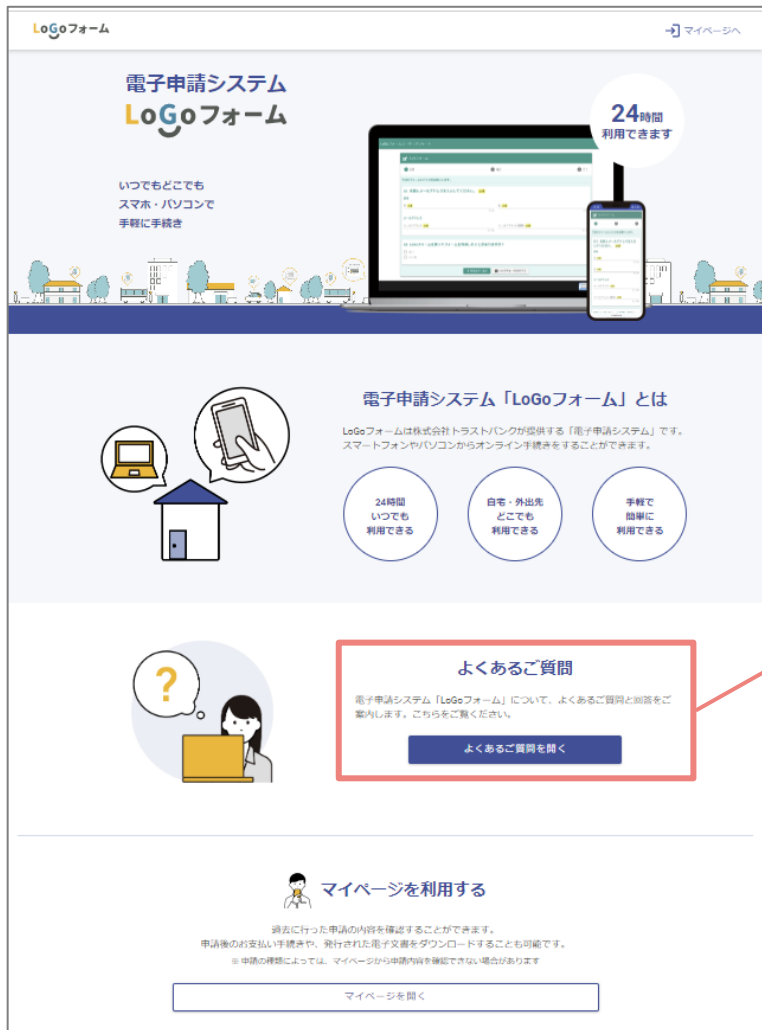 LoGoフォーム
マイページへ
電子申請システム
LoGoフォーム
24時間
利用できます
いつでもどこでも
スマホ・パソコンで
手軽に手続き
電子申請システム「LoGoフォーム」とは
LoGoフォームは株式会社トラストバンクが提供する「電子申請システム」です。
スマートフォンやパソコンからオンライン手続きをすることができます。
24時間
いつでも
利用できる
自宅・外出先
どこでも
利用できる
手軽で
簡単に
利用できる
?
よくあるご質問
電子申請システム「LoGoフォーム」について、よくあるご質問と回答をご
案内します。こちらをご覧ください。
よくあるご質問を開く
マイページを利用する
過去に行った申請の内容を確認することができます。
申請後のお支払い手続きや、発行された電子文書をダウンロードすることも可能です。
※ 申請の種類によっては、マイページから申請内容を確認できない場合があります
マイページを開く